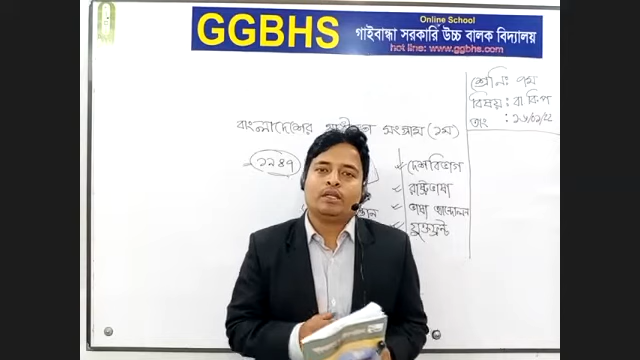 GGBHS
Online School
গাইবান্ধা সরকারি উচ্চ বালক বিদ্যালয়
hot line: www.ggbhs.com
শ্রেনি: ৭ম
বিষয়: বা বি প
তাং:
বাংলাদেশের সংগ্রাম (১ম)
১৯৪৭
দেশবিভাগ
রাষ্ট্রভাষা
ভাষা আন্দোলন
যুক্তফ্রন্ট